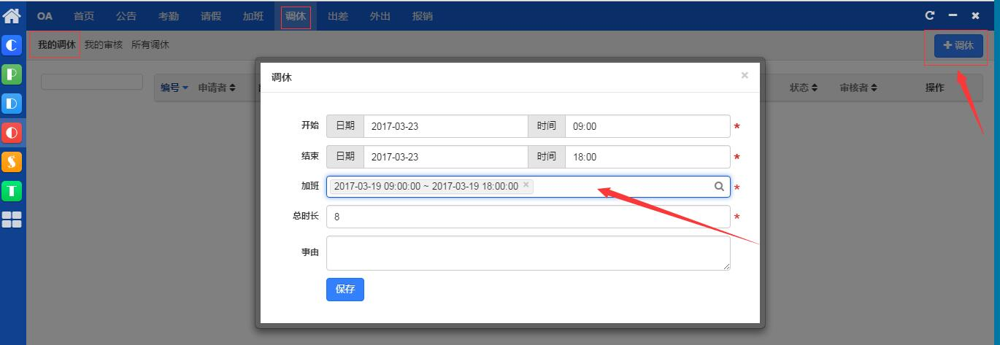 OA 首页 公告 考勤 请假 加班 调休 出差 外出 报销
我的调休 我的审核 所有调休 调休
编号 申请者 状态 审核者 操作
调休 ×
开始 日期 2017-03-23 时间 09:00 *
结束 日期 2017-03-23 时间 18:00 *
加班 2017-03-19 09:00:00 ~ 2017-03-19 18:00:00 × *
总时长 8 *
事由
保存